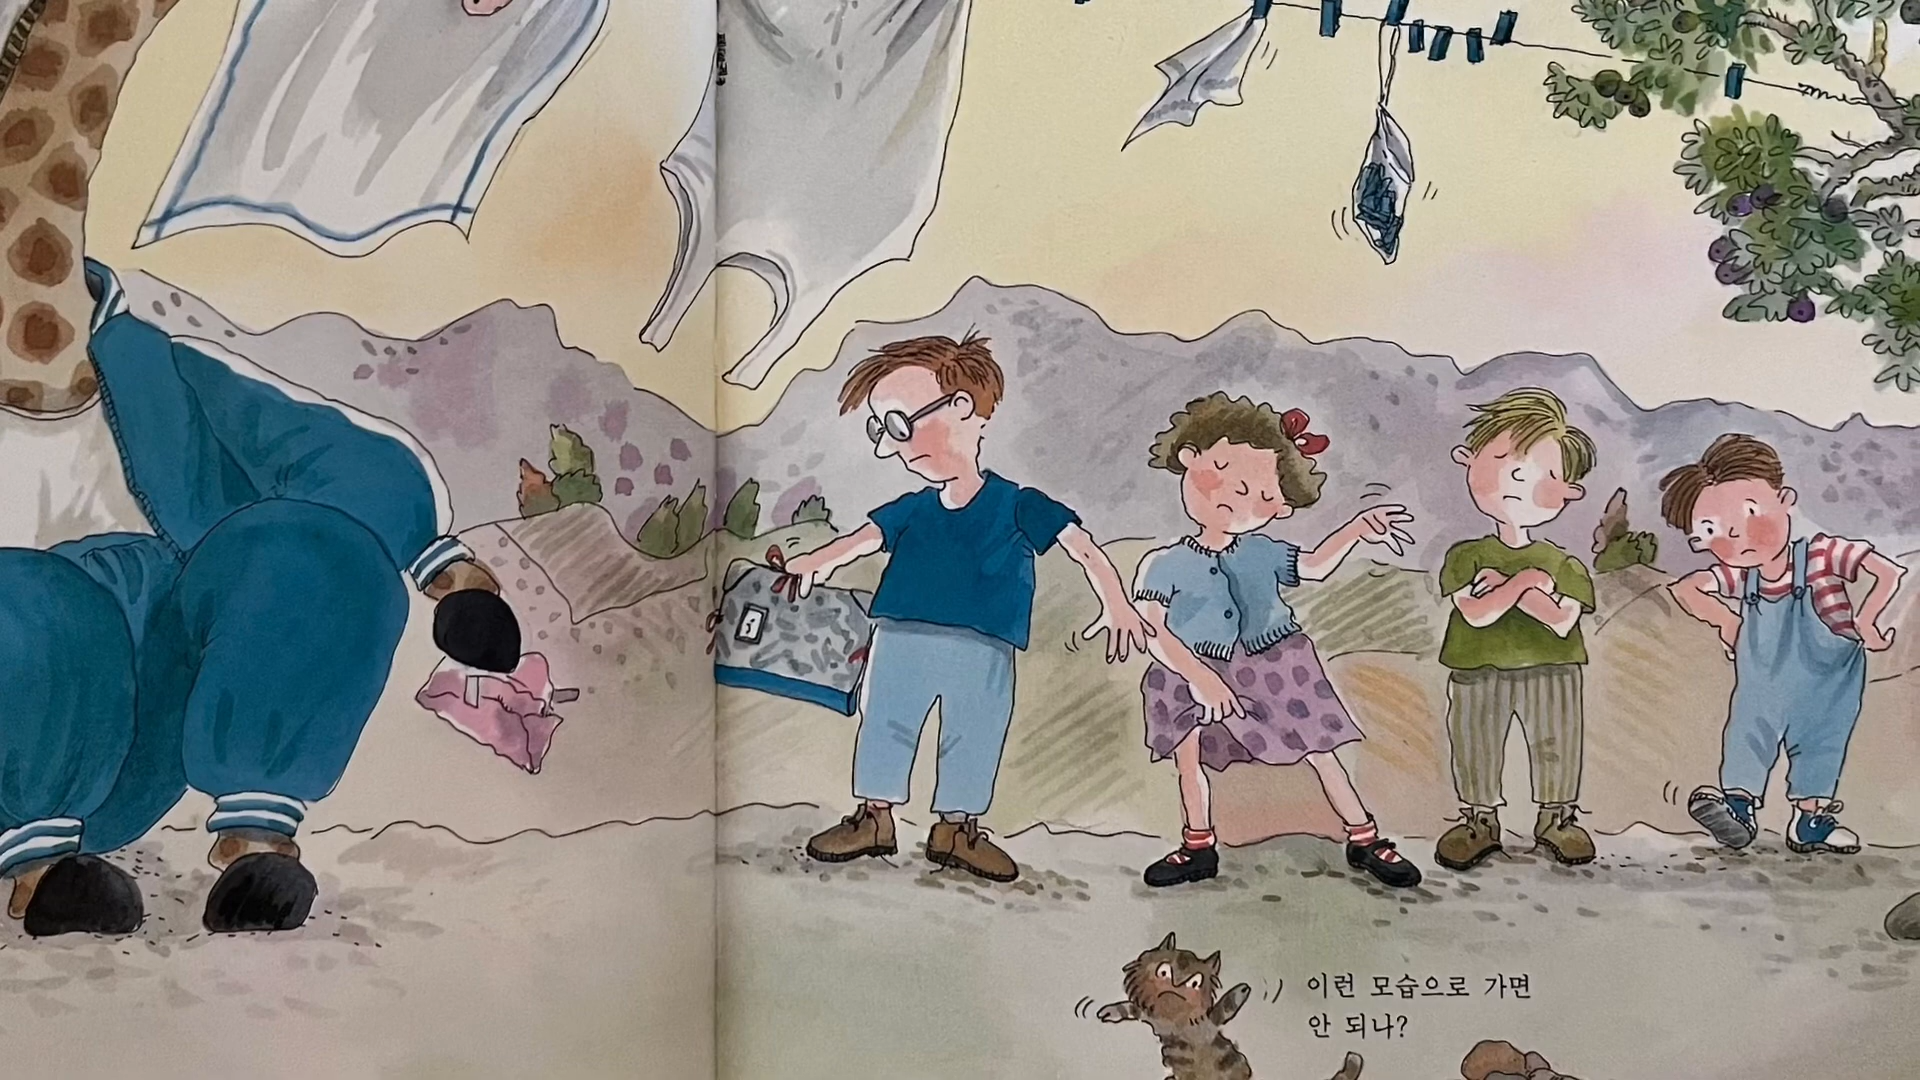 이런 모습으로 가면
안 되나?